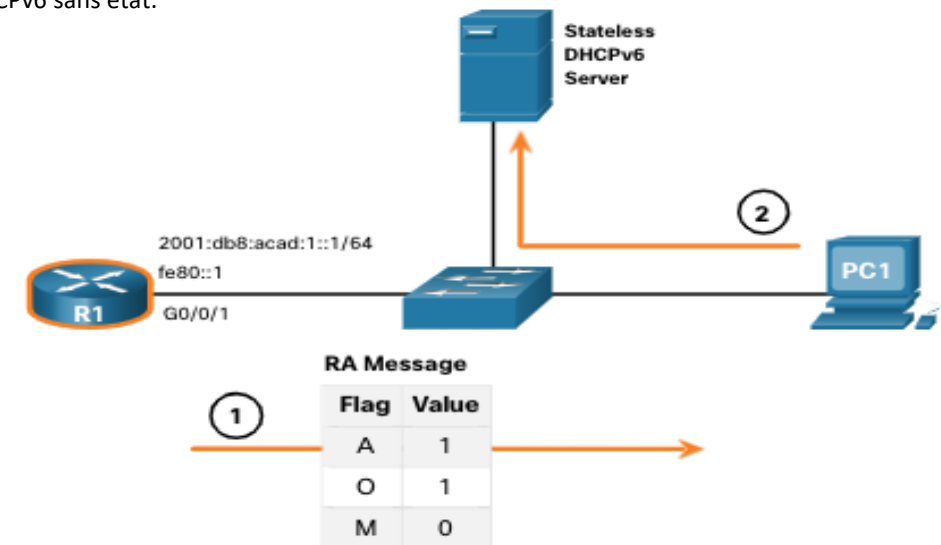 CPv6 sans état.
Stateless
DHCPv6
Server
2
2001:db8:acad:1::1/64
fe80::1
PC1
R1
G0/0/1
RA Message
1
Flag Value
A 1
O 1
M 0